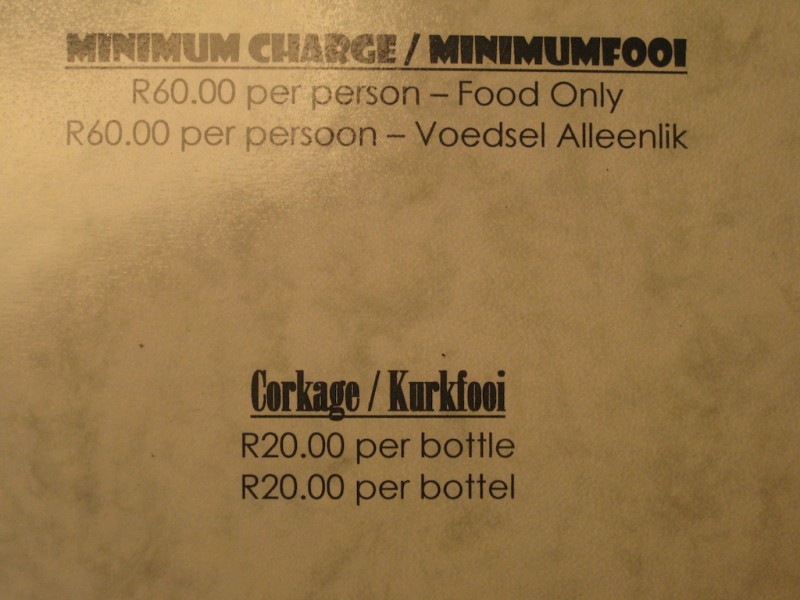 MINIMUM CHARGE / MINIMUMFOOI
R60.00 per person – Food Only
R60.00 per persoon – Voedsel Alleenlik
Corkage / Kurkfooi
R20.00 per bottle
R20.00 per bottel